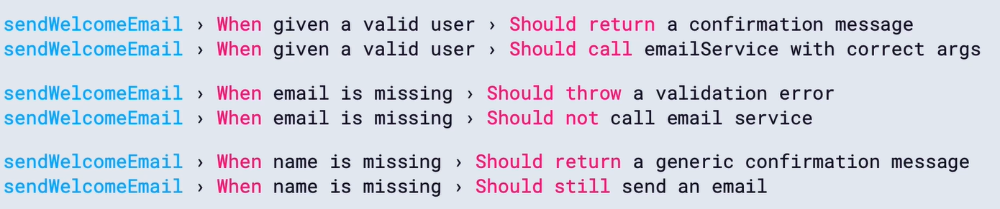 sendWelcomeEmail › When given a valid user › Should return a confirmation message
sendWelcomeEmail › When given a valid user › Should call emailService with correct args
sendWelcomeEmail › When email is missing › Should throw a validation error
sendWelcomeEmail › When email is missing › Should not call email service
sendWelcomeEmail › When name is missing › Should return a generic confirmation message
sendWelcomeEmail › When name is missing › Should still send an email